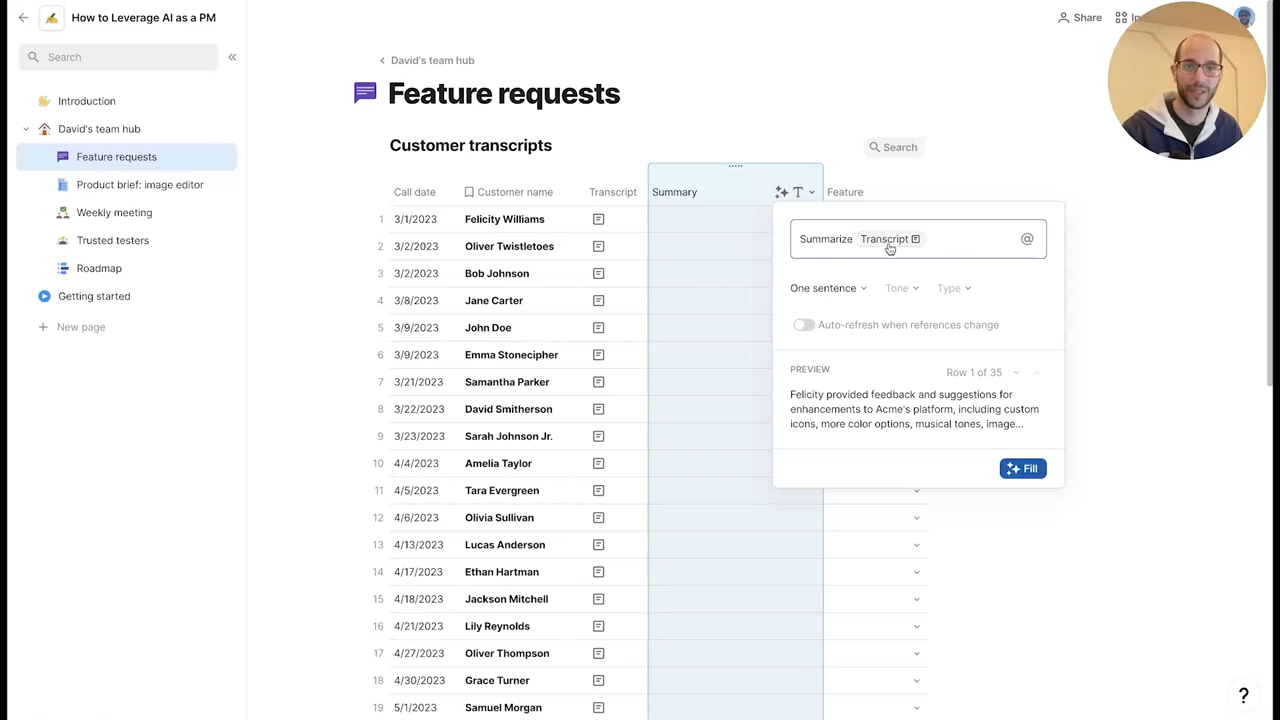 How to Leverage AI as a PM
Share
Search
Introduction
David's team hub
Feature requests
Product brief: image editor
Weekly meeting
Trusted testers
Roadmap
Getting started
New page
David's team hub
Feature requests
Customer transcripts
Search
Call date Customer name Transcript Summary Feature
1 3/1/2023 Felicity Williams
2 3/2/2023 Oliver Twistletoes
3 3/2/2023 Bob Johnson
4 3/8/2023 Jane Carter
5 3/9/2023 John Doe
6 3/9/2023 Emma Stonecipher
7 3/21/2023 Samantha Parker
8 3/22/2023 David Smitherson
9 3/23/2023 Sarah Johnson Jr.
10 4/4/2023 Amelia Taylor
11 4/5/2023 Tara Evergreen
12 4/6/2023 Olivia Sullivan
13 4/13/2023 Lucas Anderson
14 4/17/2023 Ethan Hartman
15 4/18/2023 Jackson Mitchell
16 4/21/2023 Lily Reynolds
17 4/27/2023 Oliver Thompson
18 4/30/2023 Grace Turner
19 5/1/2023 Samuel Morgan
Summarize Transcript @
One sentence Tone Type
Auto-refresh when references change
PREVIEW Row 1 of 35
Felicity provided feedback and suggestions for
enhancements to Acme's platform, including custom
icons, more color options, musical tones, image...
Fill
?